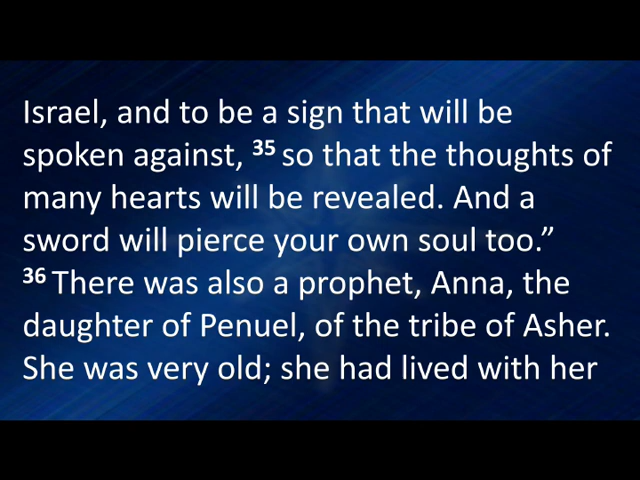 Israel, and to be a sign that will be
spoken against, 35 so that the thoughts of
many hearts will be revealed. And a
sword will pierce your own soul too.”
36 There was also a prophet, Anna, the
daughter of Penuel, of the tribe of Asher.
She was very old; she had lived with her